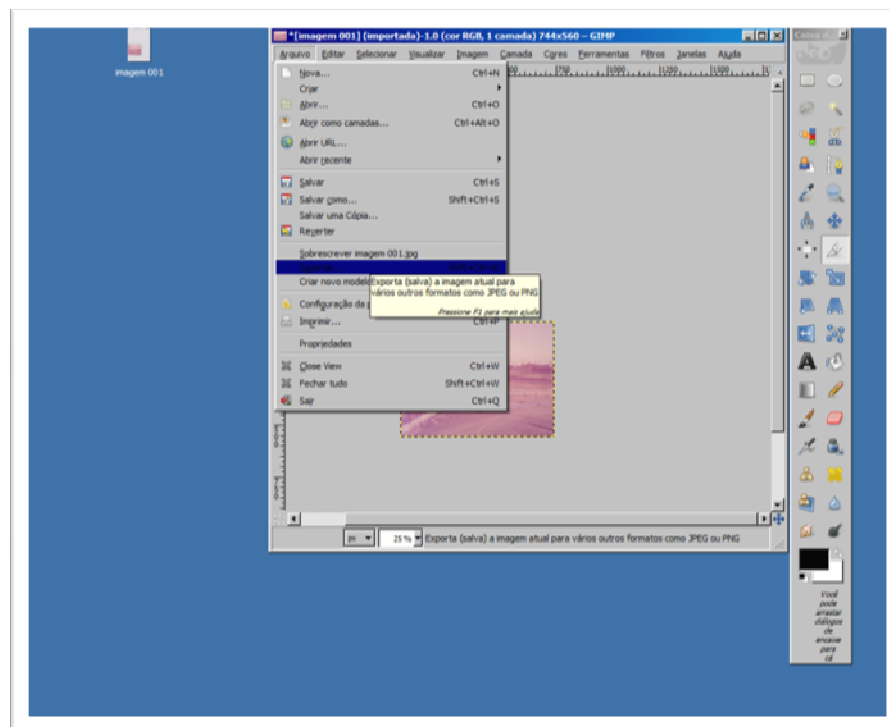 imagem 001
*[imagem 001] (importada)-1.0 (cor RGB, 1 camada) 744x560 – GIMP
Arquivo Editar Selecionar Visualizar Imagem Camada Cores Ferramentas Filtros Janelas Ajuda
Nova... Ctrl+N
Criar
Abrir... Ctrl+O
Abrir como camadas... Ctrl+Alt+O
Abrir URL...
Abrir recente
Salvar Ctrl+S
Salvar como... Shift+Ctrl+S
Salvar uma Cópia...
Reverter
Sobrescrever imagem 001.jpg
Criar novo modelo
Exporta (salva) a imagem atual para
vários outros formatos como JPEG ou PNG
Pressione F1 para mais ajuda
Configuração da
Imprimir... Ctrl+P
Propriedades
Close View Ctrl+W
Fechar tudo Shift+Ctrl+W
Sair Ctrl+Q
25 % Exporta (salva) a imagem atual para vários outros formatos como JPEG ou PNG
Você
pode
arrastar
diálogos
de
encaixe
para
cá